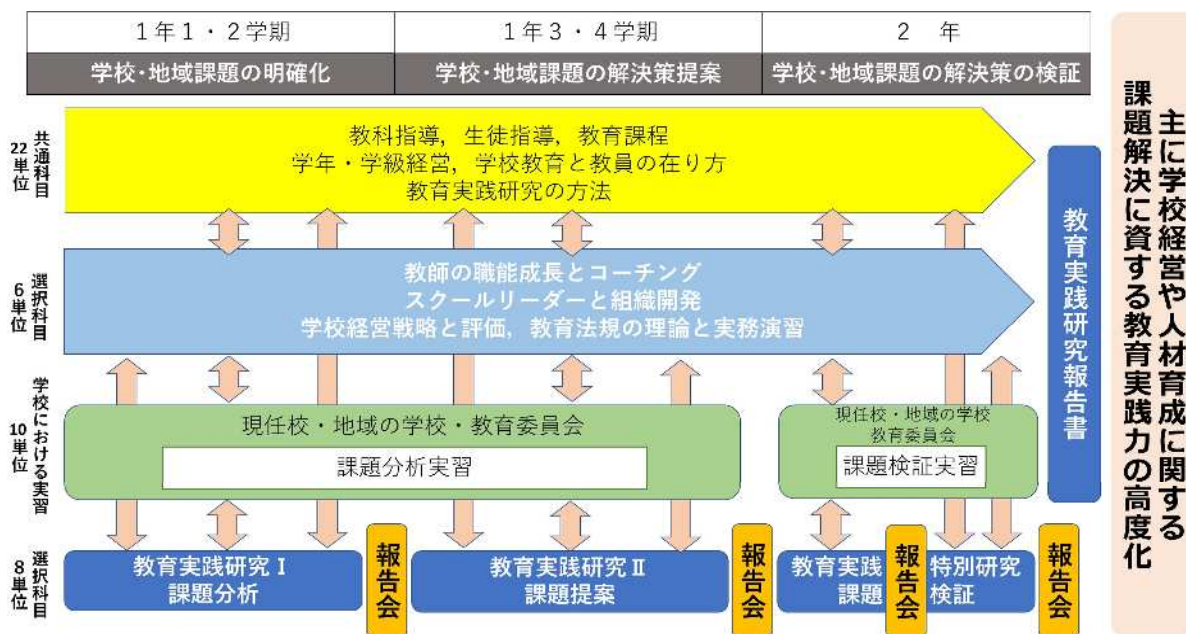 1年1・2学期
1年3・4学期
2 年
学校・地域課題の明確化
学校・地域課題の解決策提案
学校・地域課題の解決策の検証
共通科目
22単位
教科指導，生徒指導，教育課程
学年・学級経営，学校教育と教員の在り方
教育実践研究の方法
選択科目
6単位
教師の職能成長とコーチング
スクールリーダーと組織開発
学校経営戦略と評価，教育法規の理論と実務演習
学校における実習
10単位
現任校・地域の学校・教育委員会
課題分析実習
現任校・地域の学校
教育委員会
課題検証実習
選択科目
8単位
教育実践研究Ⅰ
課題分析
報告会
教育実践研究Ⅱ
課題提案
報告会
教育実践
課題
報告会
特別研究
検証
報告会
教育実践研究報告書
主に学校経営や人材育成に関する
課題解決に資する教育実践力の高度化